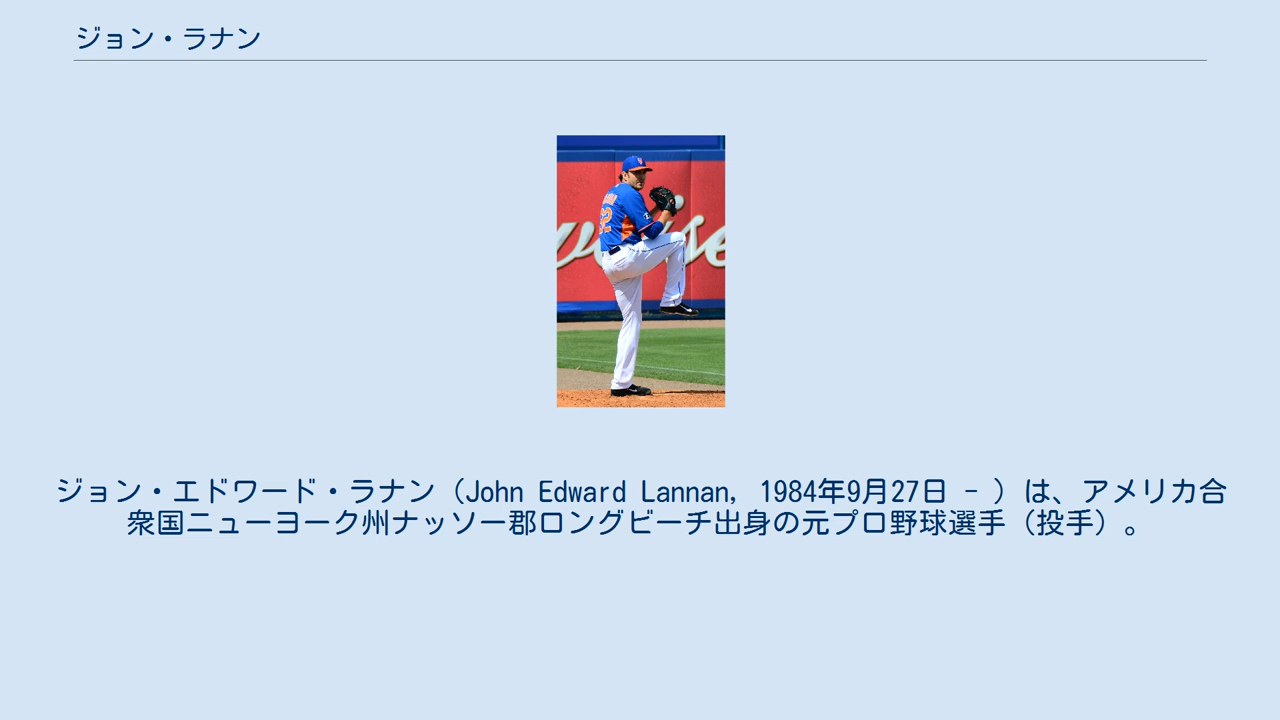 ジョン・ラナン
62
ジョン・エドワード・ラナン（John Edward Lannan, 1984年9月27日 - ）は、アメリカ合
衆国ニューヨーク州ナッソー郡ロングビーチ出身の元プロ野球選手（投手）。